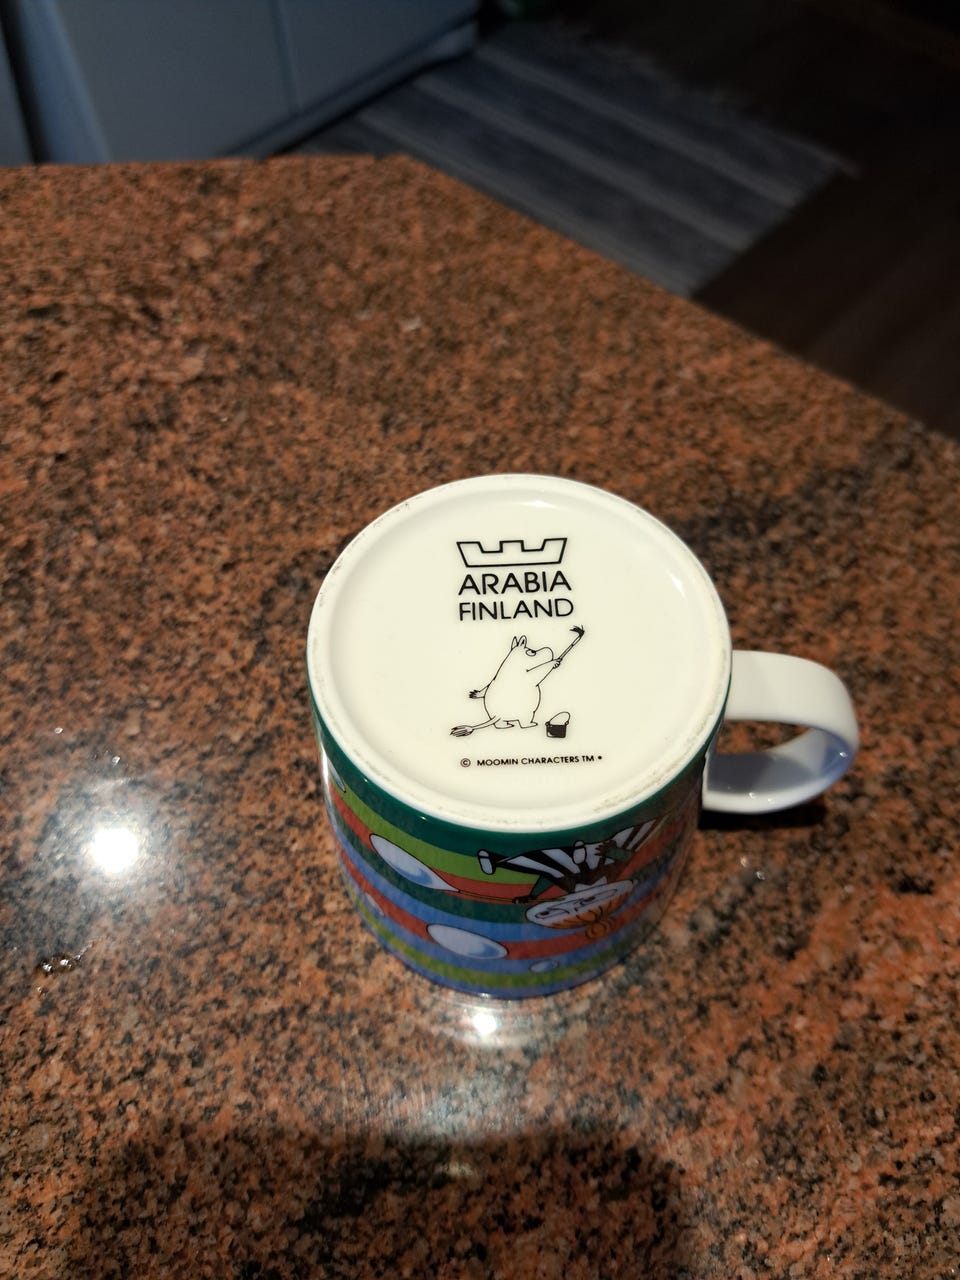 ARABIA
FINLAND
© MOOMIN CHARACTERS TM •